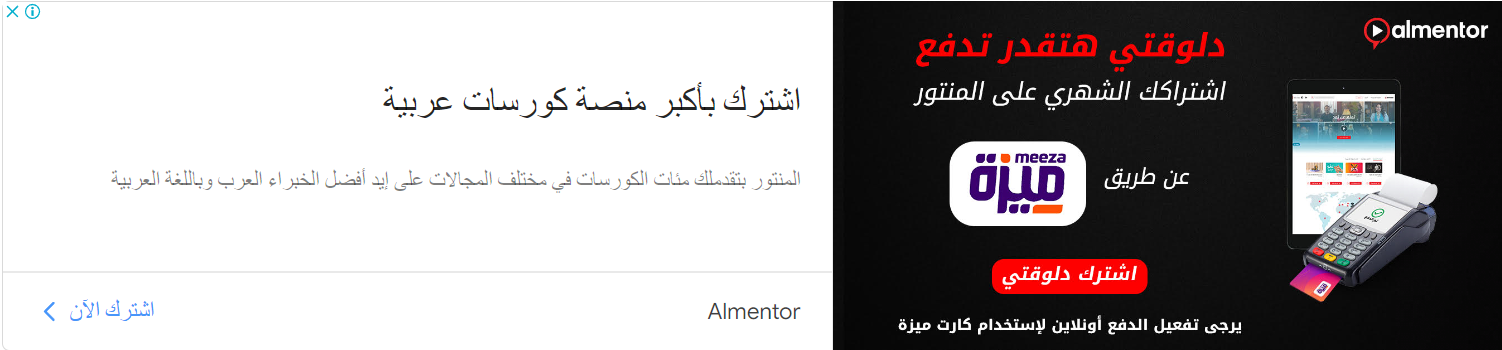 اشترك بأكبر منصة كورسات عربية
المنتور بتقدملك مئات الكورسات في مختلف المجالات على إيد أفضل الخبراء العرب وباللغة العربية
Almentor
اشترك الآن
almentor
دلوقتي هتقدر تدفع
اشتراكك الشهري على المنتور
عن طريق
meeza
ميزة
اشترك دلوقتي
يرجى تفعيل الدفع أونلاين لإستخدام كارت ميزة